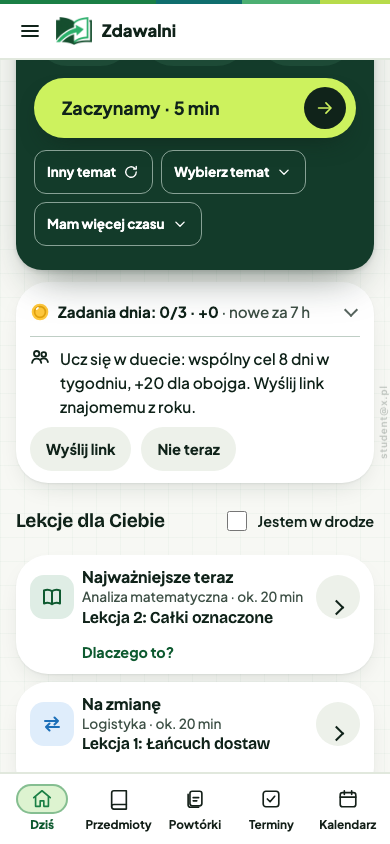 Zdawalni
Zaczynamy · 5 min
Inny temat
Wybierz temat
Mam więcej czasu
Zadania dnia: 0/3 · +0 · nowe za 7 h
Ucz się w duecie: wspólny cel 8 dni w
tygodniu, +20 dla obojga. Wyślij link
znajomemu z roku.
Wyślij link
Nie teraz
student@x.pl
Lekcje dla Ciebie
Jestem w drodze
Najważniejsze teraz
Analiza matematyczna · ok. 20 min
Lekcja 2: Całki oznaczone
Dlaczego to?
Na zmianę
Logistyka · ok. 20 min
Lekcja 1: Łańcuch dostaw
Dziś
Przedmioty
Powtórki
Terminy
Kalendarz